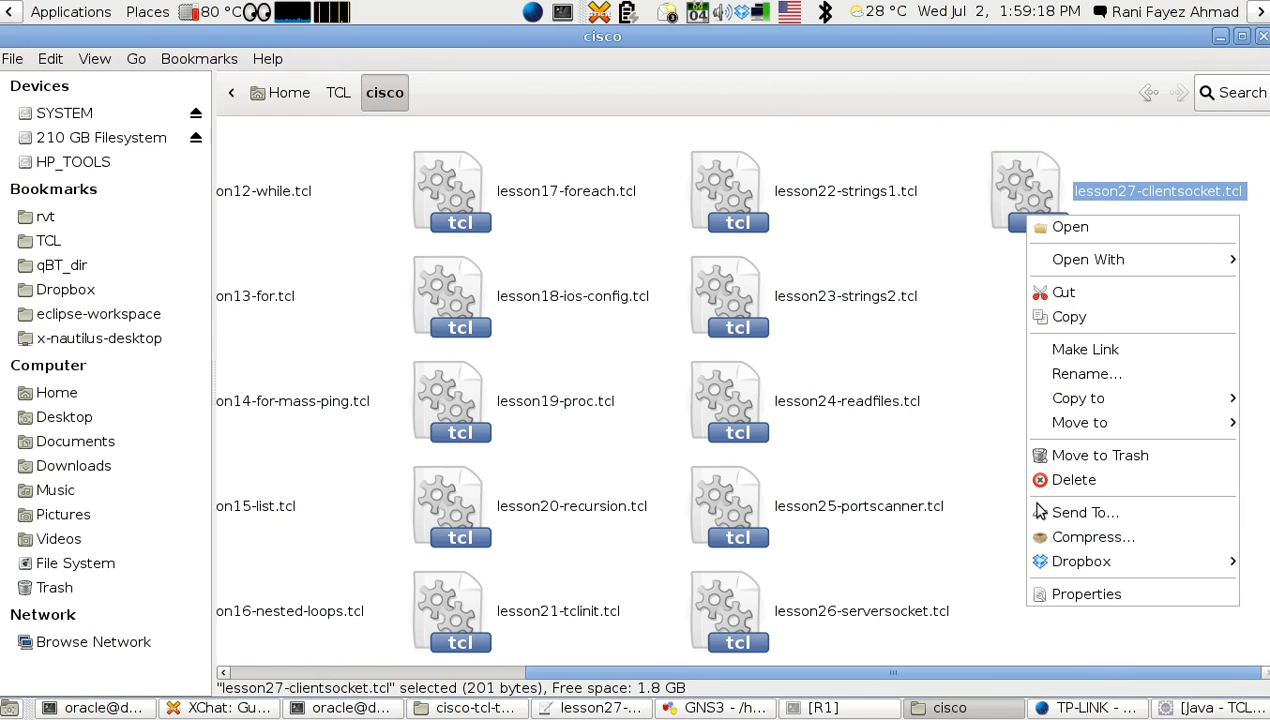 Applications Places 80 °C 04 28 °C Wed Jul 2, 1:59:18 PM Rani Fayez Ahmad
cisco
File Edit View Go Bookmarks Help
Devices
SYSTEM
210 GB Filesystem
HP_TOOLS
Bookmarks
rvt
TCL
qBT_dir
Dropbox
eclipse-workspace
x-nautilus-desktop
Computer
Home
Desktop
Documents
Downloads
Music
Pictures
Videos
File System
Trash
Network
Browse Network
Home TCL cisco Search
on12-while.tcl
on13-for.tcl
on14-for-mass-ping.tcl
on15-list.tcl
on16-nested-loops.tcl
tcl lesson17-foreach.tcl
tcl lesson18-ios-config.tcl
tcl lesson19-proc.tcl
tcl lesson20-recursion.tcl
tcl lesson21-tclinit.tcl
tcl lesson22-strings1.tcl
tcl lesson23-strings2.tcl
tcl lesson24-readfiles.tcl
tcl lesson25-portscanner.tcl
tcl lesson26-serversocket.tcl
lesson27-clientsocket.tcl
Open
Open With
Cut
Copy
Make Link
Rename...
Copy to
Move to
Move to Trash
Delete
Send To...
Compress...
Dropbox
Properties
"lesson27-clientsocket.tcl" selected (201 bytes), Free space: 1.8 GB
oracle@d... XChat: Gu... oracle@d... cisco-tcl-t... lesson27-... GNS3 - /h... [R1] cisco TP-LINK - ... [Java - TCL...